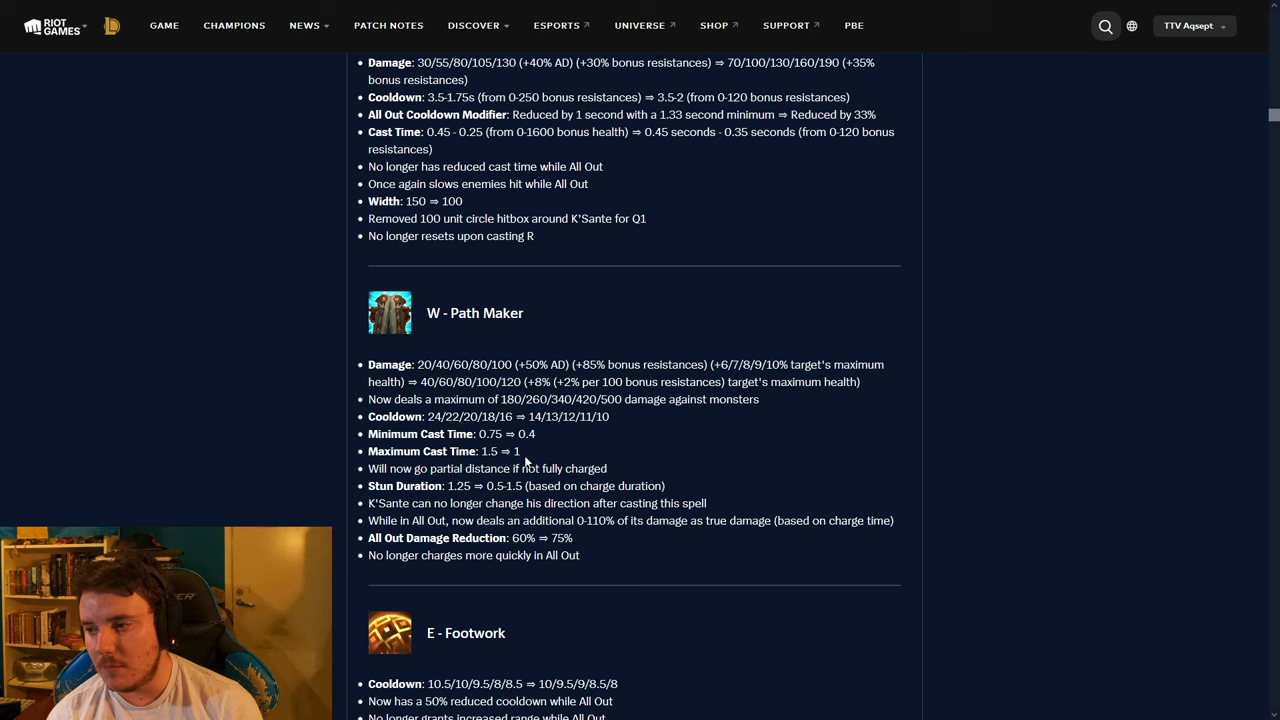 RIOT GAMES
GAME CHAMPIONS NEWS PATCH NOTES DISCOVER ESPORTS UNIVERSE SHOP SUPPORT PBE TTV Aqsept
• Damage: 30/55/80/105/130 (+40% AD) (+30% bonus resistances) ⇒ 70/100/130/160/190 (+35%
bonus resistances)
• Cooldown: 3.5-1.75s (from 0-250 bonus resistances) ⇒ 3.5-2 (from 0-120 bonus resistances)
• All Out Cooldown Modifier: Reduced by 1 second with a 1.33 second minimum ⇒ Reduced by 33%
• Cast Time: 0.45 - 0.25 (from 0-1600 bonus health) ⇒ 0.45 seconds - 0.35 seconds (from 0-120 bonus
resistances)
• No longer has reduced cast time while All Out
• Once again slows enemies hit while All Out
• Width: 150 ⇒ 100
• Removed 100 unit circle hitbox around K'Sante for Q1
• No longer resets upon casting R
W - Path Maker
• Damage: 20/40/60/80/100 (+50% AD) (+85% bonus resistances) (+6/7/8/9/10% target's maximum
health) ⇒ 40/60/80/100/120 (+8% (+2% per 100 bonus resistances) target's maximum health)
• Now deals a maximum of 180/260/340/420/500 damage against monsters
• Cooldown: 24/22/20/18/16 ⇒ 14/13/12/11/10
• Minimum Cast Time: 0.75 ⇒ 0.4
• Maximum Cast Time: 1.5 ⇒ 1
• Will now go partial distance if not fully charged
• Stun Duration: 1.25 ⇒ 0.5-1.5 (based on charge duration)
• K'Sante can no longer change his direction after casting this spell
• While in All Out, now deals an additional 0-110% of its damage as true damage (based on charge time)
• All Out Damage Reduction: 60% ⇒ 75%
• No longer charges more quickly in All Out
E - Footwork
• Cooldown: 10.5/10/9.5/8/8.5 ⇒ 10/9.5/9/8.5/8
• Now has a 50% reduced cooldown while All Out
• No longer grants increased range while All Out